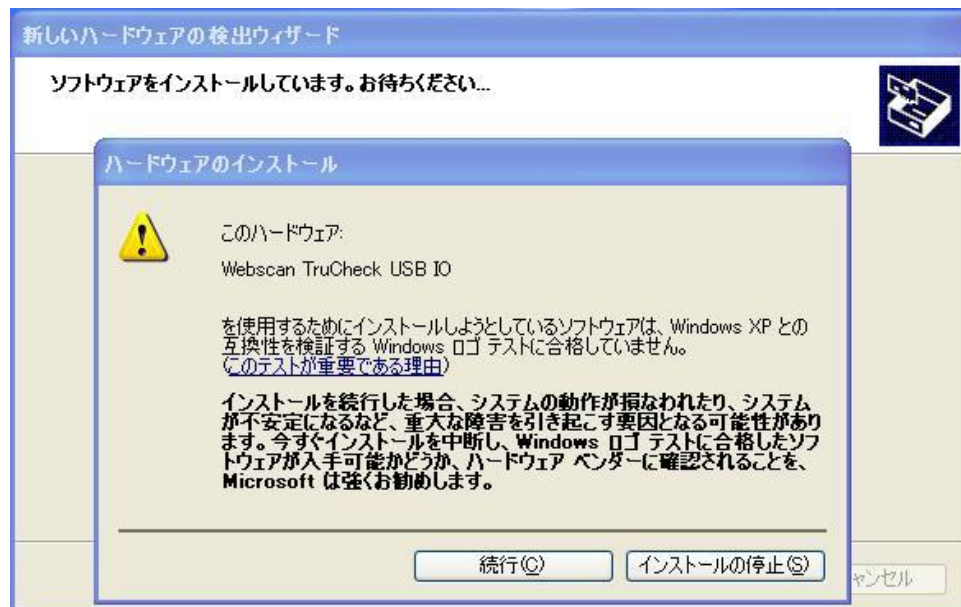 新しいハードウェアの検出ウィザード
ソフトウェアをインストールしています。お待ちください...
ハードウェアのインストール
このハードウェア:
Webscan TruCheck USB IO
を使用するためにインストールしようとしているソフトウェアは、Windows XP との
互換性を検証する Windows ロゴ テストに合格していません。
(このテストが重要である理由)
インストールを続行した場合、システムの動作が損なわれたり、システム
が不安定になるなど、重大な障害を引き起こす要因となる可能性があり
ます。今すぐインストールを中断し、Windows ロゴ テストに合格したソフ
トウェアが入手可能かどうか、ハードウェア ベンダーに確認されることを、
Microsoft は強くお勧めします。
続行(C) インストールの停止(S)
ャンセル